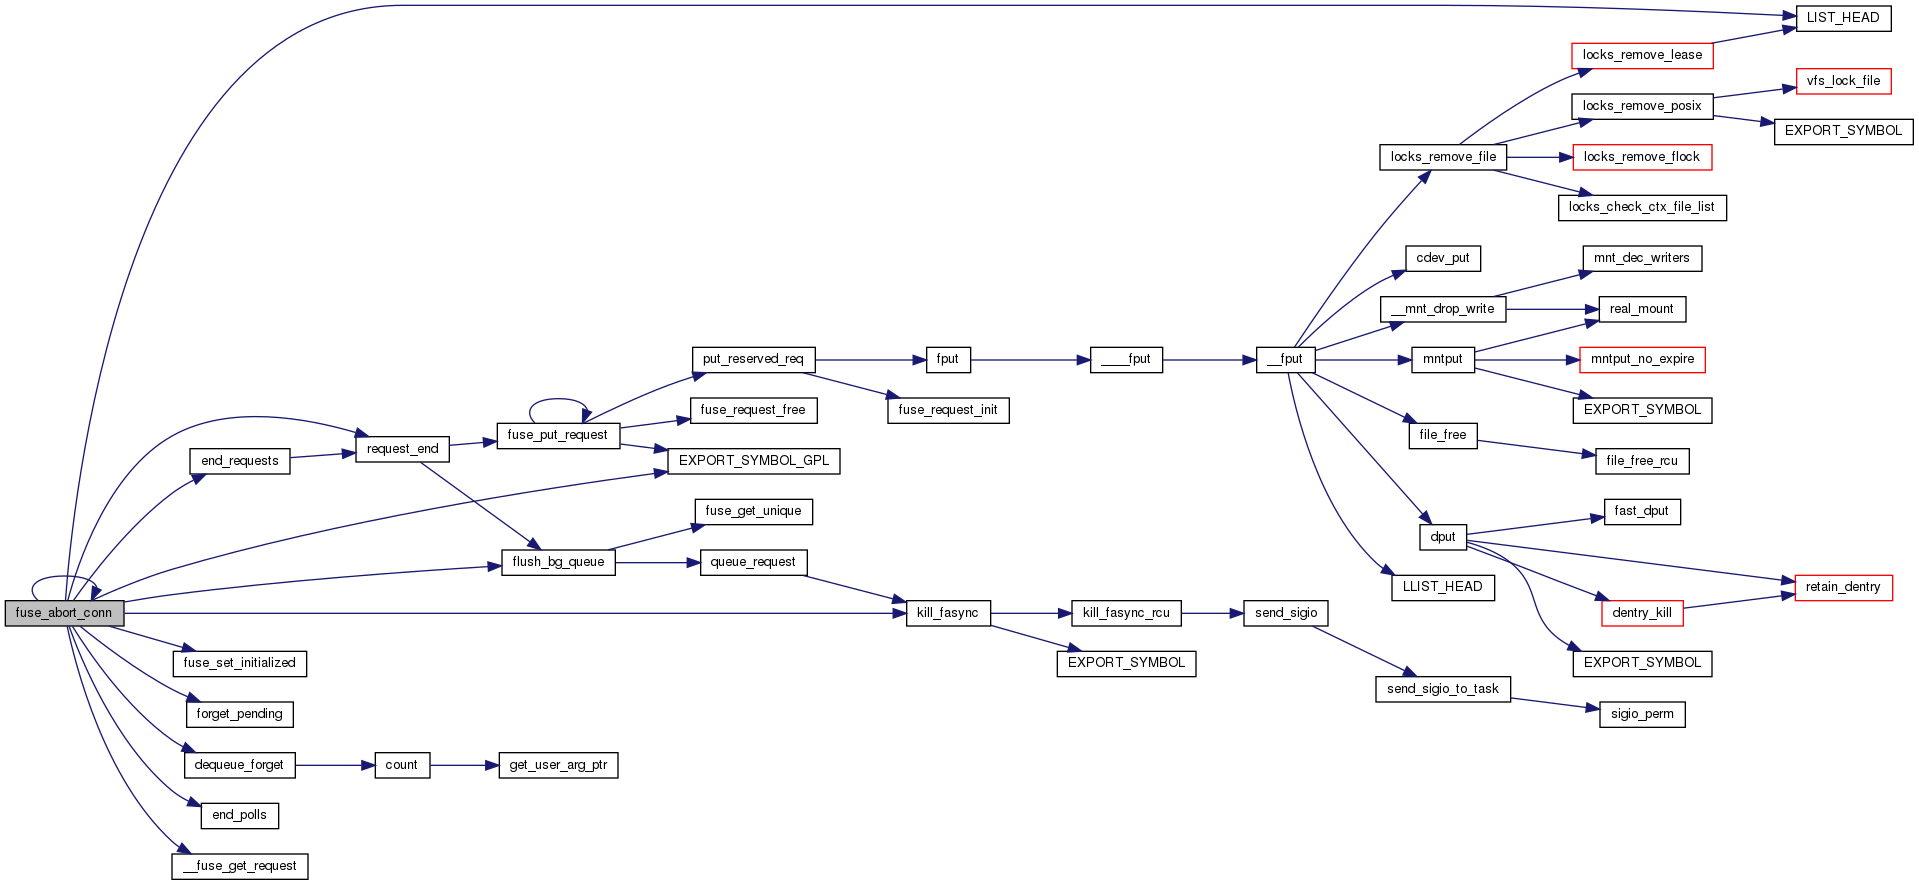 LIST_HEAD
locks_remove_lease
vfs_lock_file
locks_remove_posix
EXPORT_SYMBOL
locks_remove_file
locks_remove_flock
locks_check_ctx_file_list
cdev_put
mnt_dec_writers
__mnt_drop_write
real_mount
put_reserved_req
fput
____fput
__fput
mntput
mntput_no_expire
fuse_request_free
fuse_request_init
EXPORT_SYMBOL
fuse_put_request
file_free
request_end
end_requests
EXPORT_SYMBOL_GPL
file_free_rcu
fuse_get_unique
fast_dput
dput
flush_bg_queue
queue_request
LLIST_HEAD
retain_dentry
fuse_abort_conn
kill_fasync
kill_fasync_rcu
send_sigio
dentry_kill
fuse_set_initialized
EXPORT_SYMBOL
EXPORT_SYMBOL
send_sigio_to_task
forget_pending
sigio_perm
dequeue_forget
count
get_user_arg_ptr
end_polls
__fuse_get_request